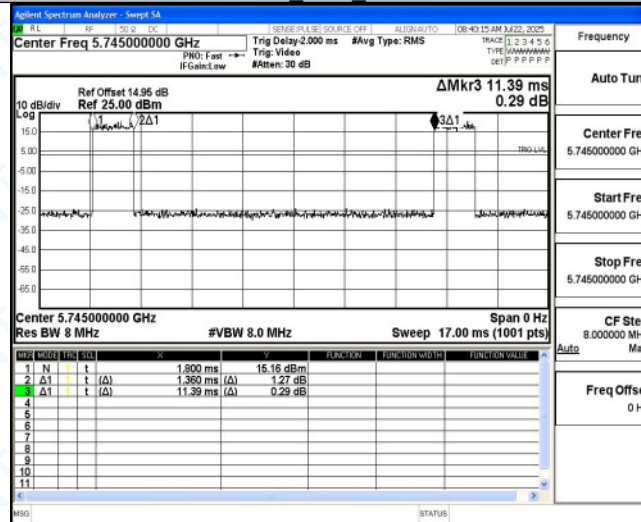 Agilent Spectrum Analyzer - Swept SA
RL RF 50 Ω DC SENSE:PULSE SOURCE OFF ALIGNAUTO 08:40:15 AM Jul 22, 2025
Center Freq 5.745000000 GHz
PNO: Fast
IFGain:Low
Trig Delay-2.000 ms
Trig: Video
#Atten: 30 dB
#Avg Type: RMS
TRACE 1 2 3 4 5 6
TYPE WWWWWW
DET P P P P P P
Frequency
Auto Tun
ΔMkr3 11.39 ms
0.29 dB
Ref Offset 14.95 dB
10 dB/div Ref 25.00 dBm
Log
1 2Δ1 3Δ1
15.0
5.00
TRIG LVL
-5.00
-15.0
-25.0
-35.0
-45.0
-55.0
-65.0
Center Fre
5.745000000 GH
Start Fre
5.745000000 GH
Stop Fre
5.745000000 GH
Center 5.745000000 GHz Span 0 Hz
Res BW 8 MHz #VBW 8.0 MHz Sweep 17.00 ms (1001 pts)
CF Ste
8.000000 MH
Auto Ma
Freq Offs
0 H
MKR MODE TRC SCL X Y FUNCTION FUNCTION WIDTH FUNCTION VALUE
1 N 1 t 1.800 ms 15.16 dBm
2 Δ1 1 t (Δ) 1.360 ms (Δ) 1.27 dB
3 Δ1 1 t (Δ) 11.39 ms (Δ) 0.29 dB
4
5
6
7
8
9
10
11
MSG STATUS